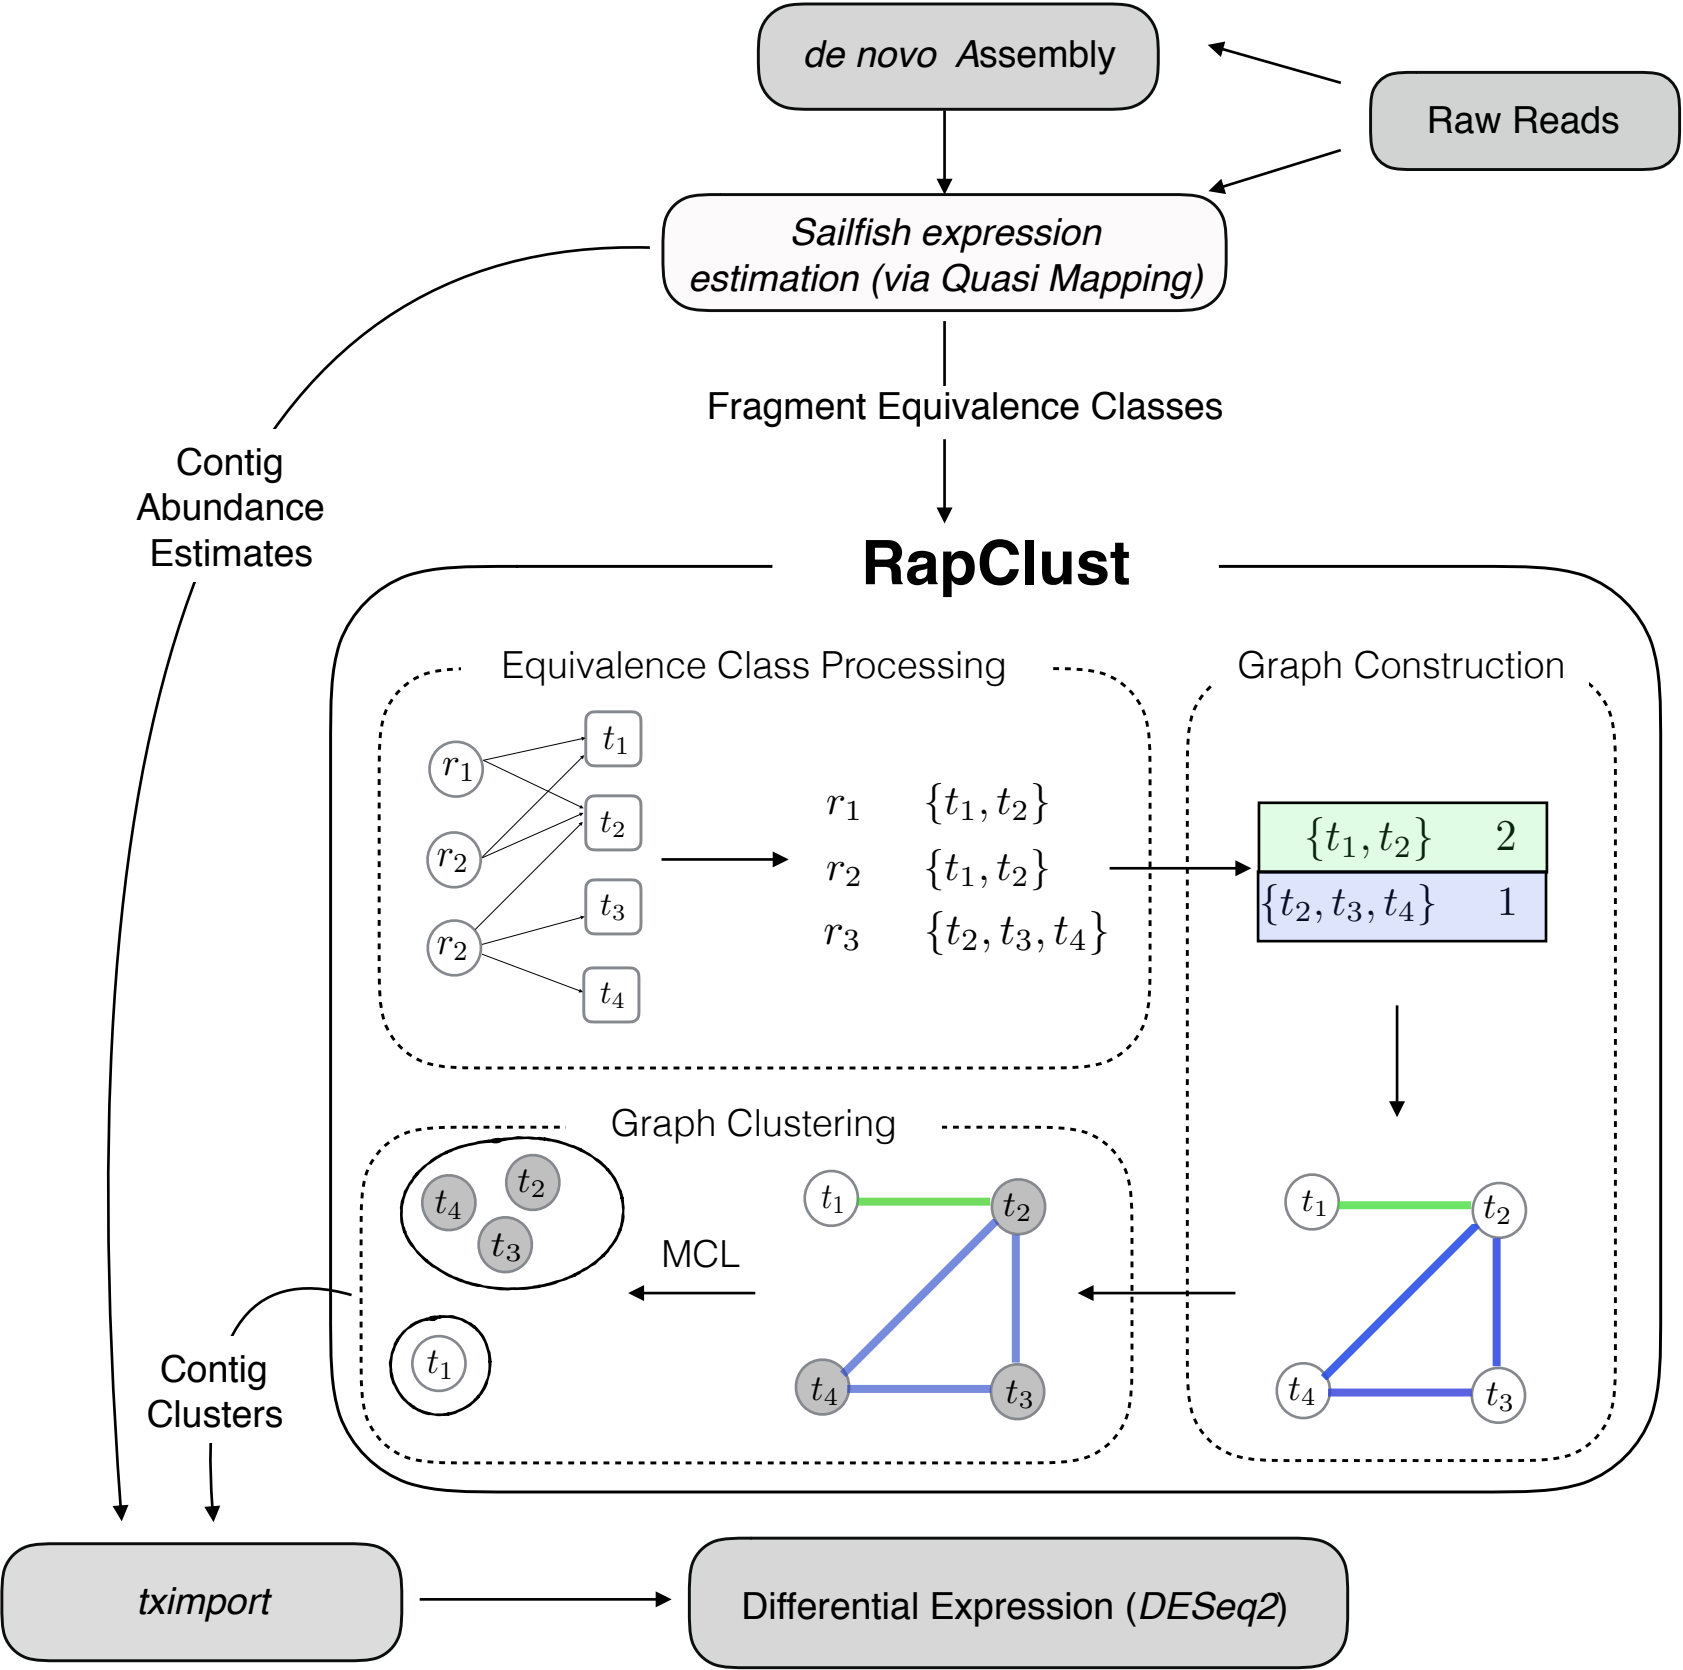 de novo Assembly
Raw Reads
Sailfish expression
estimation (via Quasi Mapping)
Fragment Equivalence Classes
Contig
Abundance
Estimates
RapClust
Equivalence Class Processing
r1
r2
r2
t1
t2
t3
t4
r1 {t1, t2}
r2 {t1, t2}
r3 {t2, t3, t4}
Graph Construction
{t1, t2} 2
{t2, t3, t4} 1
t1
t2
t4
t3
Graph Clustering
t1
t2
t4
t3
MCL
t2
t4
t3
t1
Contig
Clusters
tximport
Differential Expression (DESeq2)